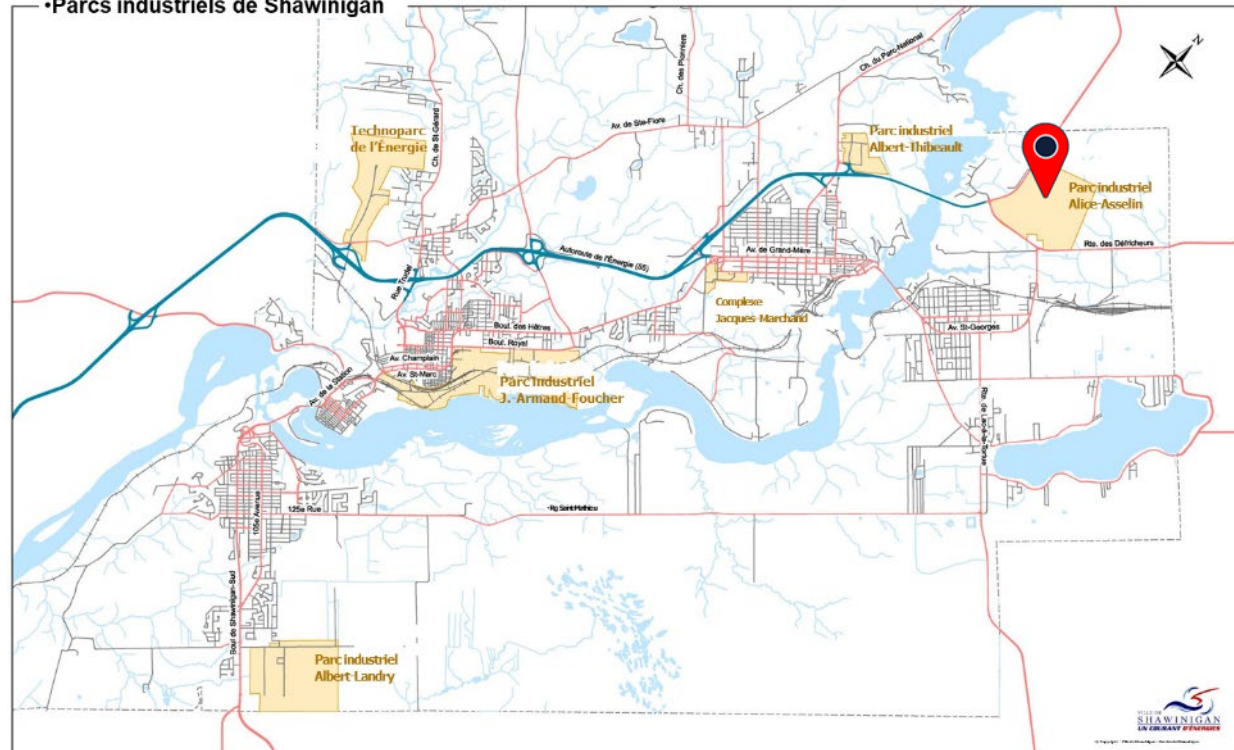 •Parcs industriels de Shawinigan
N
Ch. du Parc-National
Ch. des Pionniers
Ch. de St-Gérard
Av. de Ste-Flore
Technoparc
de l'Énergie
Parc industriel
Albert-Thibeault
Parc industriel
Alice-Asselin
Rte. des Défricheurs
Av. de Grand-Mère
Autoroute de l'Énergie (55)
Rue Trudel
Complexe
Jacques-Marchand
Boul. des Hêtres
Boul. Royal
Av. St-Georges
Av. Champlain
Av. St-Marc
Av. de la Station
Parc industriel
J.-Armand-Foucher
Rte. de Lac-à-la-Tortue
105e Avenue
125e Rue
Rg Saint-Mathieu
Boul de Shawinigan-Sud
Parc industriel
Albert-Landry
VILLE DE
SHAWINIGAN
UN COURANT D'ÉNERGIES